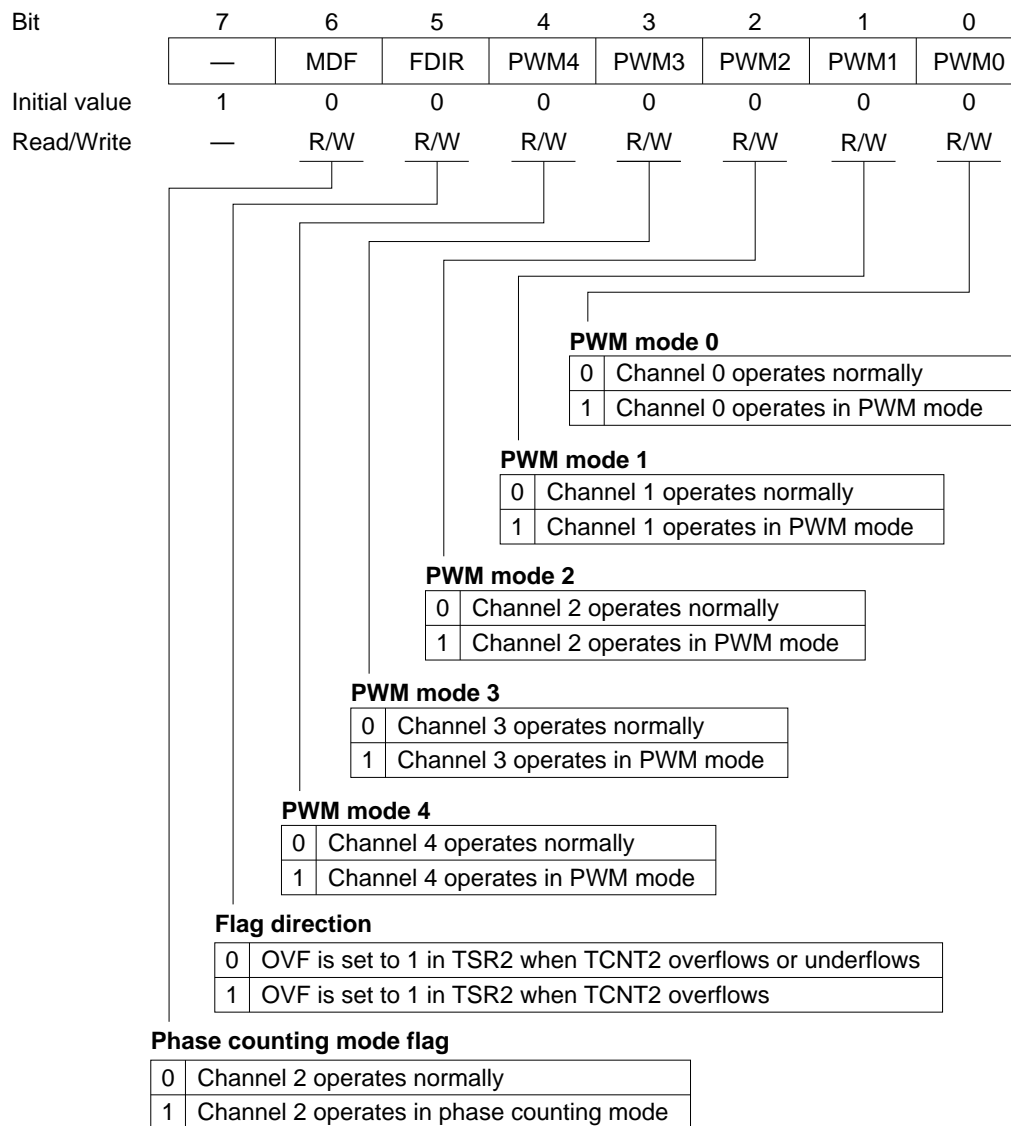 Bit 7 6 5 4 3 2 1 0
— MDF FDIR PWM4 PWM3 PWM2 PWM1 PWM0
Initial value 1 0 0 0 0 0 0 0
Read/Write — R/W R/W R/W R/W R/W R/W R/W
PWM mode 0
0 Channel 0 operates normally
1 Channel 0 operates in PWM mode
PWM mode 1
0 Channel 1 operates normally
1 Channel 1 operates in PWM mode
PWM mode 2
0 Channel 2 operates normally
1 Channel 2 operates in PWM mode
PWM mode 3
0 Channel 3 operates normally
1 Channel 3 operates in PWM mode
PWM mode 4
0 Channel 4 operates normally
1 Channel 4 operates in PWM mode
Flag direction
0 OVF is set to 1 in TSR2 when TCNT2 overflows or underflows
1 OVF is set to 1 in TSR2 when TCNT2 overflows
Phase counting mode flag
0 Channel 2 operates normally
1 Channel 2 operates in phase counting mode